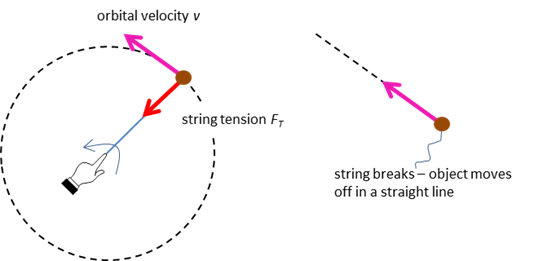 orbital velocity v
string tension F_T
string breaks – object moves
off in a straight line